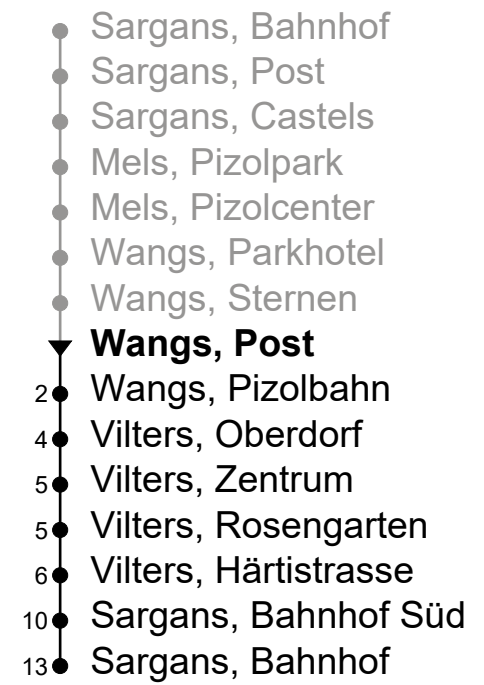 Sargans, Bahnhof
Sargans, Post
Sargans, Castels
Mels, Pizolpark
Mels, Pizolcenter
Wangs, Parkhotel
Wangs, Sternen
Wangs, Post
2 Wangs, Pizolbahn
4 Vilters, Oberdorf
5 Vilters, Zentrum
5 Vilters, Rosengarten
6 Vilters, Härtistrasse
10 Sargans, Bahnhof Süd
13 Sargans, Bahnhof